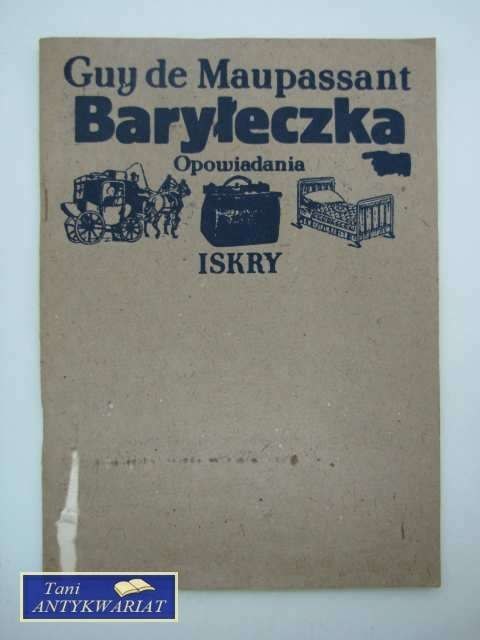 Guy de Maupassant
Baryłeczka
Opowiadania
ISKRY
Tani
ANTYKWARIAT